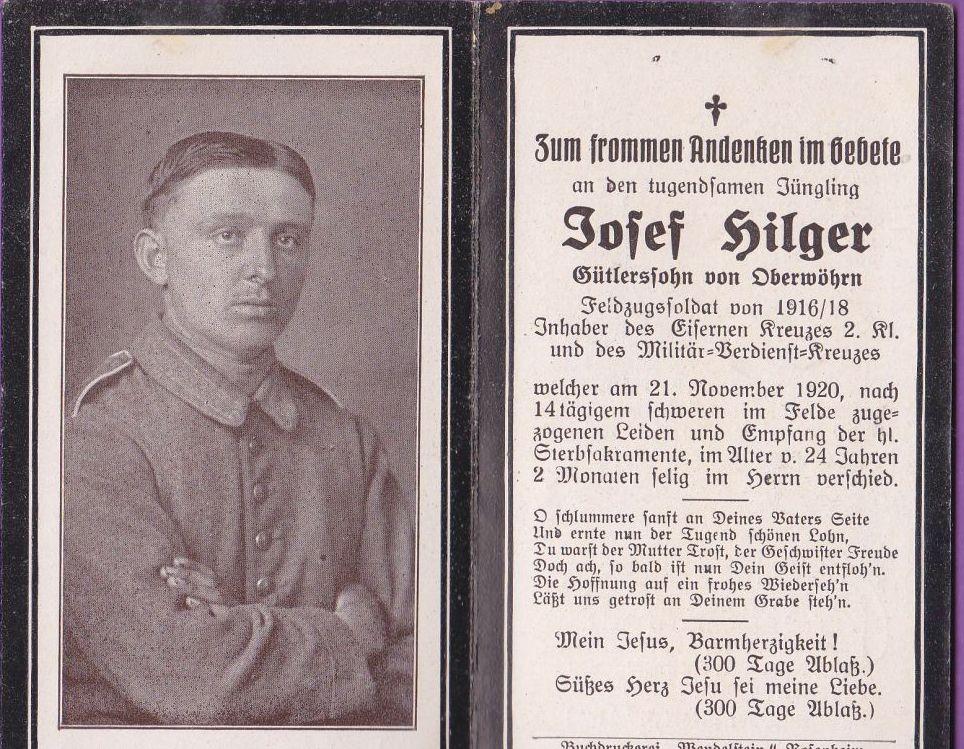 Zum frommen Andenken im Gebete
an den tugendsamen Jüngling
Josef Hilger
Gütlerssohn von Oberwöhrn
Feldzugssoldat von 1916/18
Inhaber des Eisernen Kreuzes 2. Kl.
und des Militär-Verdienst-Kreuzes
welcher am 21. November 1920, nach
14tägigem schweren im Felde zuge-
zogenen Leiden und Empfang der hl.
Sterbsakramente, im Alter v. 24 Jahren
2 Monaten selig im Herrn verschied.
O schlummere sanft an Deines Vaters Seite
Und ernte nun der Tugend schönen Lohn,
Du warst der Mutter Trost, der Geschwister Freude
Doch ach, so bald ist nun Dein Geist entfloh'n.
Die Hoffnung auf ein frohes Wiederseh'n
Läßt uns getrost an Deinem Grabe steh'n.
Mein Jesus, Barmherzigkeit!
(300 Tage Ablaß.)
Süßes Herz Jesu sei meine Liebe.
(300 Tage Ablaß.)
Buchdruckerei „Wendelstein“ Rosenheim